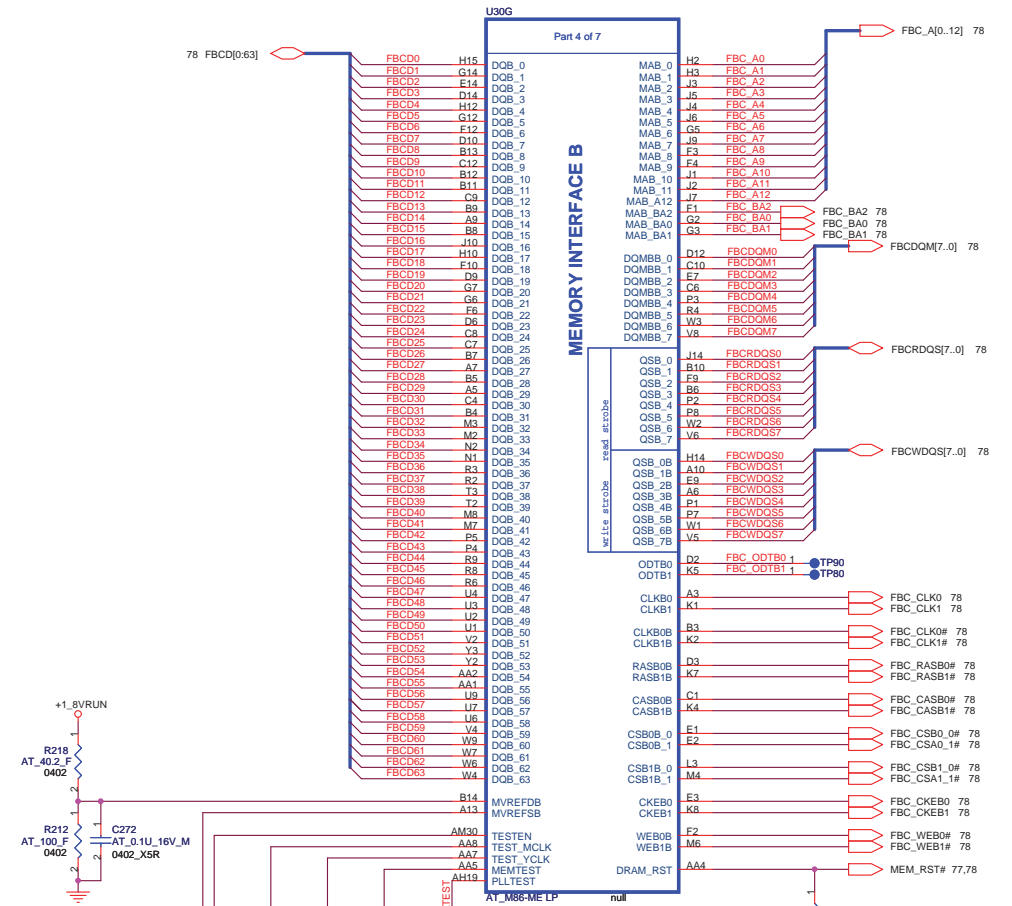 U30G
Part 4 of 7
FBC_A[0..12] 78
78 FBCD[0:63]
FBCD0 H15 DQB_0 MAB_0 H2 FBC_A0
FBCD1 G14 DQB_1 MAB_1 H3 FBC_A1
FBCD2 E14 DQB_2 MAB_2 J3 FBC_A2
FBCD3 D14 DQB_3 MAB_3 J5 FBC_A3
FBCD4 H12 DQB_4 MAB_4 J4 FBC_A4
FBCD5 G12 DQB_5 MAB_5 J6 FBC_A5
FBCD6 F12 DQB_6 MAB_6 G5 FBC_A6
FBCD7 D10 DQB_7 MAB_7 J9 FBC_A7
FBCD8 B13 DQB_8 MAB_8 F3 FBC_A8
FBCD9 C12 DQB_9 MAB_9 F4 FBC_A9
FBCD10 B12 DQB_10 MAB_10 J1 FBC_A10
FBCD11 B11 DQB_11 MAB_11 J2 FBC_A11
FBCD12 C9 DQB_12 MAB_A12 J7 FBC_A12
FBCD13 B9 DQB_13 MAB_BA2 F1 FBC_BA2 FBC_BA2 78
FBCD14 A9 DQB_14 MAB_BA0 G2 FBC_BA0 FBC_BA0 78
FBCD15 B8 DQB_15 MAB_BA1 G3 FBC_BA1 FBC_BA1 78
FBCDQM[7..0] 78
FBCD16 J10 DQB_16
FBCD17 H10 DQB_17 DQMBB_0 D12 FBCDQM0
FBCD18 F10 DQB_18 DQMBB_1 C10 FBCDQM1
FBCD19 D9 DQB_19 DQMBB_2 E7 FBCDQM2
FBCD20 G7 DQB_20 DQMBB_3 C6 FBCDQM3
FBCD21 G6 DQB_21 DQMBB_4 P3 FBCDQM4
FBCD22 F6 DQB_22 DQMBB_5 R4 FBCDQM5
FBCD23 D6 DQB_23 DQMBB_6 W3 FBCDQM6
FBCD24 C8 DQB_24 DQMBB_7 V8 FBCDQM7
MEMORY INTERFACE B
FBCD25 C7 DQB_25 FBCRDQS[7..0] 78
FBCD26 B7 DQB_26 QSB_0 J14 FBCRDQS0
FBCD27 A7 DQB_27 QSB_1 B10 FBCRDQS1
FBCD28 B5 DQB_28 QSB_2 F9 FBCRDQS2
FBCD29 A5 DQB_29 QSB_3 B6 FBCRDQS3
FBCD30 C4 DQB_30 QSB_4 P2 FBCRDQS4
FBCD31 B4 DQB_31 QSB_5 P8 FBCRDQS5
FBCD32 M3 DQB_32 QSB_6 W2 FBCRDQS6
FBCD33 M2 DQB_33 QSB_7 V6 FBCRDQS7
read strobe
FBCD34 N2 DQB_34 FBCWDQS[7..0] 78
FBCD35 N1 DQB_35 QSB_0B H14 FBCWDQS0
FBCD36 R3 DQB_36 QSB_1B A10 FBCWDQS1
FBCD37 R2 DQB_37 QSB_2B E9 FBCWDQS2
FBCD38 T3 DQB_38 QSB_3B A6 FBCWDQS3
FBCD39 T2 DQB_39 QSB_4B P1 FBCWDQS4
FBCD40 M8 DQB_40 QSB_5B P7 FBCWDQS5
FBCD41 M7 DQB_41 QSB_6B W1 FBCWDQS6
FBCD42 P5 DQB_42 QSB_7B V5 FBCWDQS7
write strobe
FBCD43 P4 DQB_43
FBCD44 R9 DQB_44 ODTB0 D2 FBC_ODTB0 1 TP90
FBCD45 R8 DQB_45 ODTB1 K5 FBC_ODTB1 1 TP80
FBCD46 R6 DQB_46
FBCD47 U4 DQB_47 CLKB0 A3 FBC_CLK0 78
FBCD48 U3 DQB_48 CLKB1 K1 FBC_CLK1 78
FBCD49 U2 DQB_49
FBCD50 U1 DQB_50 CLKB0B B3 FBC_CLK0# 78
FBCD51 V2 DQB_51 CLKB1B K2 FBC_CLK1# 78
FBCD52 Y3 DQB_52
FBCD53 Y2 DQB_53 RASB0B D3 FBC_RASB0# 78
FBCD54 AA2 DQB_54 RASB1B K7 FBC_RASB1# 78
FBCD55 AA1 DQB_55
FBCD56 U9 DQB_56 CASB0B C1 FBC_CASB0# 78
FBCD57 U7 DQB_57 CASB1B K4 FBC_CASB1# 78
FBCD58 U6 DQB_58
FBCD59 V4 DQB_59 CSB0B_0 E1 FBC_CSB0_0# 78
FBCD60 W9 DQB_60 CSB0B_1 E2 FBC_CSA0_1# 78
FBCD61 W7 DQB_61
FBCD62 W6 DQB_62 CSB1B_0 L3 FBC_CSB1_0# 78
FBCD63 W4 DQB_63 CSB1B_1 M4 FBC_CSA1_1# 78
+1_8VRUN
1
R218
AT_40.2_F
0402
2
B14 MVREFDB CKEB0 E3 FBC_CKEB0 78
A13 MVREFSB CKEB1 K8 FBC_CKEB1 78
1
R212
AT_100_F
0402
2
1
C272
AT_0.1U_16V_M
0402_X5R
2
AM30 TESTEN WEB0B F2 FBC_WEB0# 78
AA8 TEST_MCLK WEB1B M6 FBC_WEB1# 78
AA7 TEST_YCLK
AA5 MEMTEST DRAM_RST AA4 MEM_RST# 77,78
AH19 PLLTEST
TEST
1
AT_M86-ME LP null